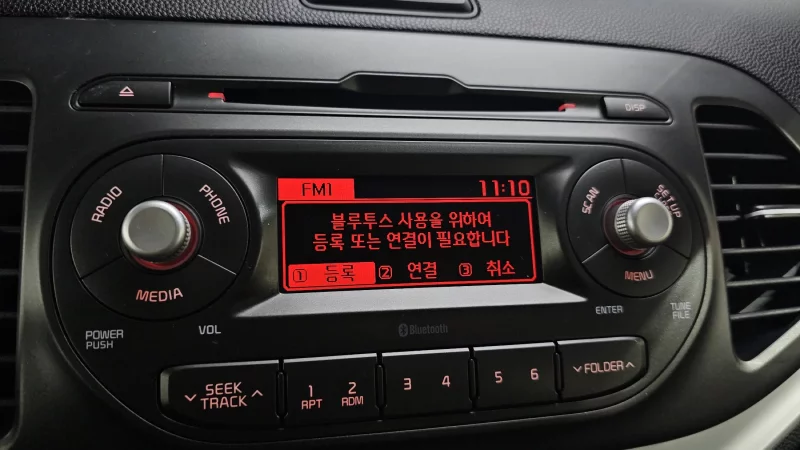 DISP
RADIO
PHONE
MEDIA
POWER
PUSH
VOL
FM1 11:10
블루투스 사용을 위하여
등록 또는 연결이 필요합니다
① 등록 ② 연결 ③ 취소
SCAN
SETUP
MENU
ENTER
TUNE
FILE
Bluetooth
SEEK
TRACK
1
RPT
2
RDM
3 4
5 6
FOLDER